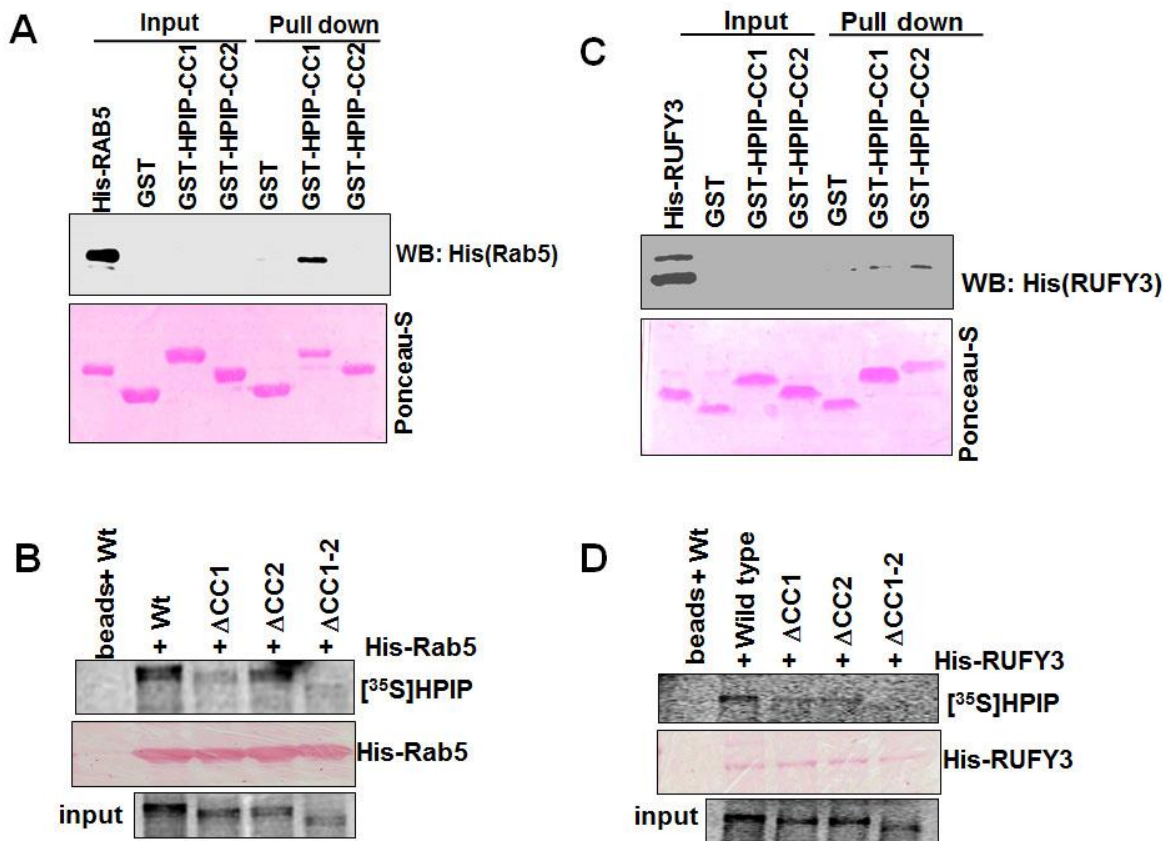 A
Input
Pull down
His-RAB5
GST
GST-HPIP-CC1
GST-HPIP-CC2
GST
GST-HPIP-CC1
GST-HPIP-CC2
WB: His(Rab5)
Ponceau-S
C
Input
Pull down
His-RUFY3
GST
GST-HPIP-CC1
GST-HPIP-CC2
GST
GST-HPIP-CC1
GST-HPIP-CC2
WB: His(RUFY3)
Ponceau-S
B
beads+ Wt
+ Wt
+ ΔCC1
+ ΔCC2
+ ΔCC1-2
His-Rab5
[³⁵S]HPIP
His-Rab5
input
D
beads + Wt
+ Wild type
+ ΔCC1
+ ΔCC2
+ ΔCC1-2
His-RUFY3
[³⁵S]HPIP
His-RUFY3
input